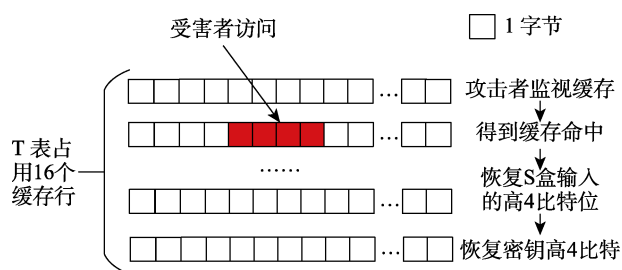 受害者访问
1字节
T表占
用16个
缓存行
…
…
……
…
…
攻击者监视缓存
得到缓存命中
恢复S盒输入
的高4比特位
恢复密钥高4比特